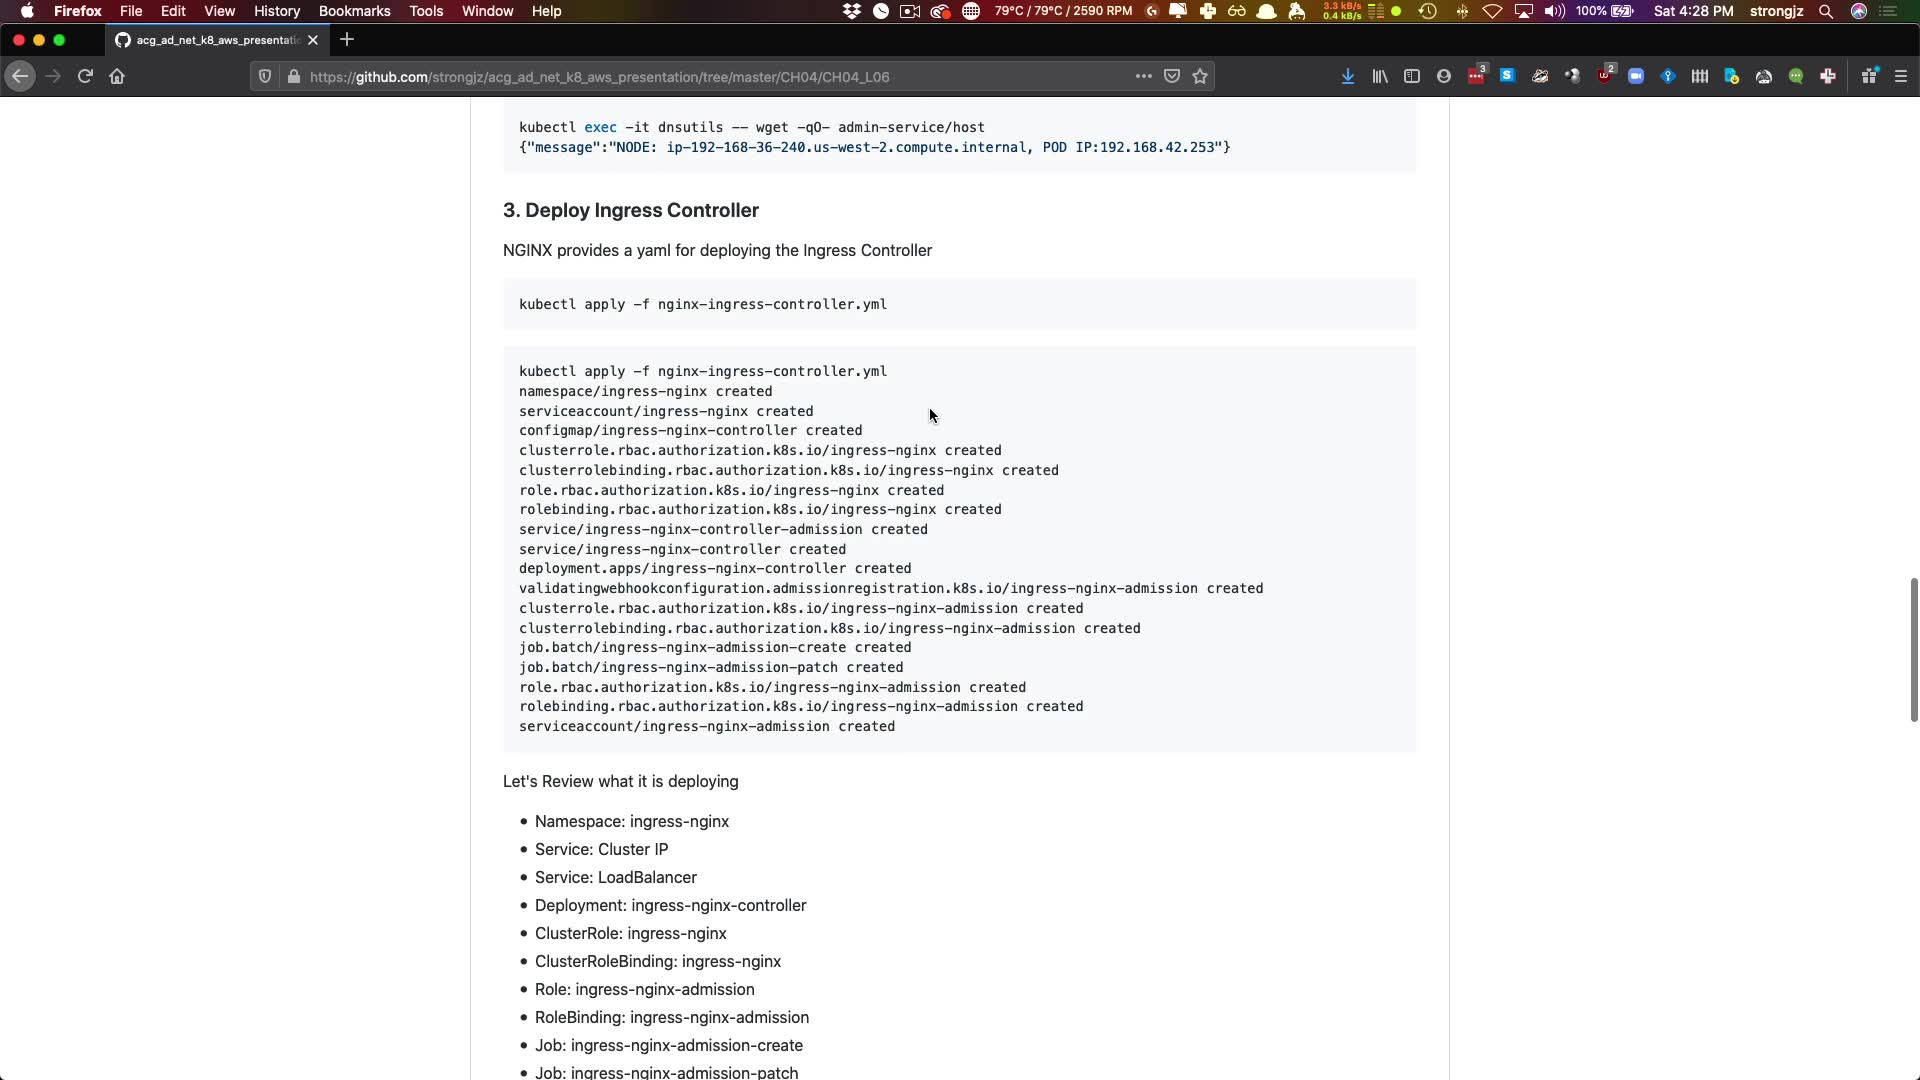 Firefox File Edit View History Bookmarks Tools Window Help
79°C / 79°C / 2590 RPM
3.3 kB/s
0.4 kB/s
100%
Sat 4:28 PM strongjz
acg_ad_net_k8_aws_presentatio
https://github.com/strongjz/acg_ad_net_k8_aws_presentation/tree/master/CH04/CH04_L06
3
2
kubectl exec -it dnsutils -- wget -qO- admin-service/host
{"message":"NODE: ip-192-168-36-240.us-west-2.compute.internal, POD IP:192.168.42.253"}
3. Deploy Ingress Controller
NGINX provides a yaml for deploying the Ingress Controller
kubectl apply -f nginx-ingress-controller.yml
kubectl apply -f nginx-ingress-controller.yml
namespace/ingress-nginx created
serviceaccount/ingress-nginx created
configmap/ingress-nginx-controller created
clusterrole.rbac.authorization.k8s.io/ingress-nginx created
clusterrolebinding.rbac.authorization.k8s.io/ingress-nginx created
role.rbac.authorization.k8s.io/ingress-nginx created
rolebinding.rbac.authorization.k8s.io/ingress-nginx created
service/ingress-nginx-controller-admission created
service/ingress-nginx-controller created
deployment.apps/ingress-nginx-controller created
validatingwebhookconfiguration.admissionregistration.k8s.io/ingress-nginx-admission created
clusterrole.rbac.authorization.k8s.io/ingress-nginx-admission created
clusterrolebinding.rbac.authorization.k8s.io/ingress-nginx-admission created
job.batch/ingress-nginx-admission-create created
job.batch/ingress-nginx-admission-patch created
role.rbac.authorization.k8s.io/ingress-nginx-admission created
rolebinding.rbac.authorization.k8s.io/ingress-nginx-admission created
serviceaccount/ingress-nginx-admission created
Let's Review what it is deploying
• Namespace: ingress-nginx
• Service: Cluster IP
• Service: LoadBalancer
• Deployment: ingress-nginx-controller
• ClusterRole: ingress-nginx
• ClusterRoleBinding: ingress-nginx
• Role: ingress-nginx-admission
• RoleBinding: ingress-nginx-admission
• Job: ingress-nginx-admission-create
• Job: ingress-nginx-admission-patch